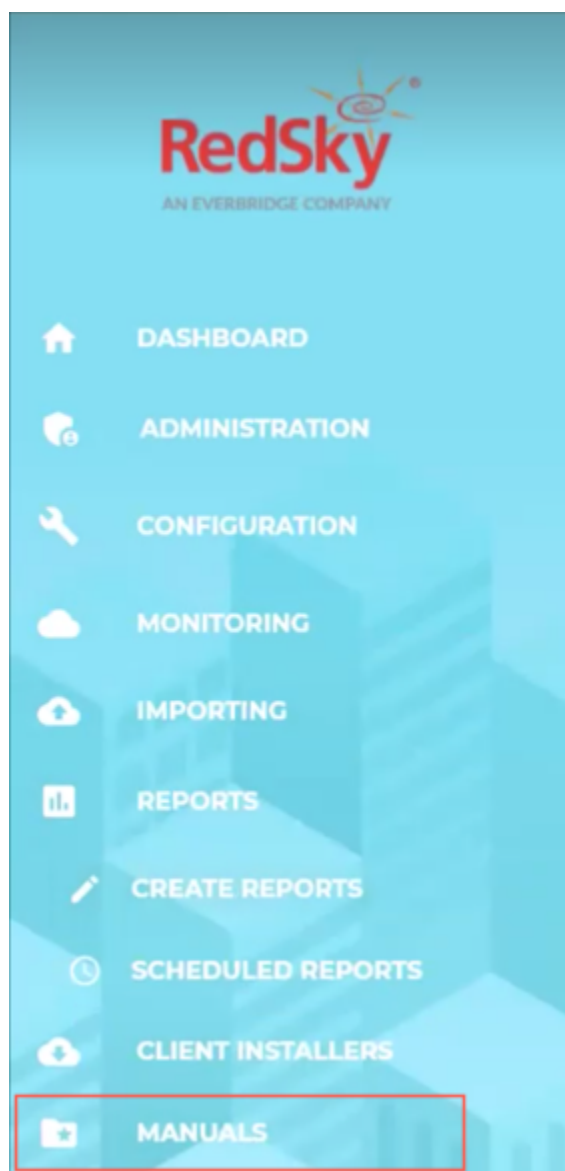 RedSky
AN EVERBRIDGE COMPANY
DASHBOARD
ADMINISTRATION
CONFIGURATION
MONITORING
IMPORTING
REPORTS
CREATE REPORTS
SCHEDULED REPORTS
CLIENT INSTALLERS
MANUALS